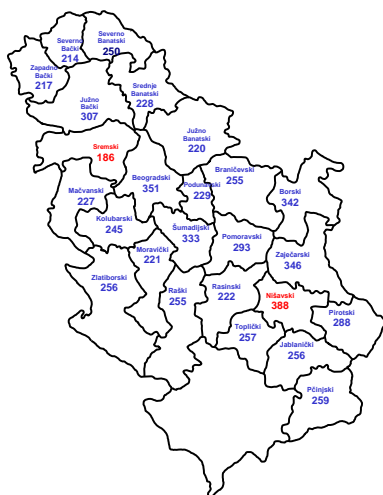 Severno
Banatski
250
Severno
Bački
214
Zapadno
Bački
217
Srednje
Banatski
228
Južno
Bački
307
Južno
Banatski
220
Sremski
186
Beogradski
351
Podunavski
229
Braničevski
255
Borski
342
Mačvanski
227
Kolubarski
245
Šumadijski
333
Pomoravski
293
Moravički
221
Zaječarski
346
Zlatiborski
256
Raški
255
Rasinski
222
Nišavski
388
Pirotski
288
Toplički
257
Jablanički
256
Pčinjski
259